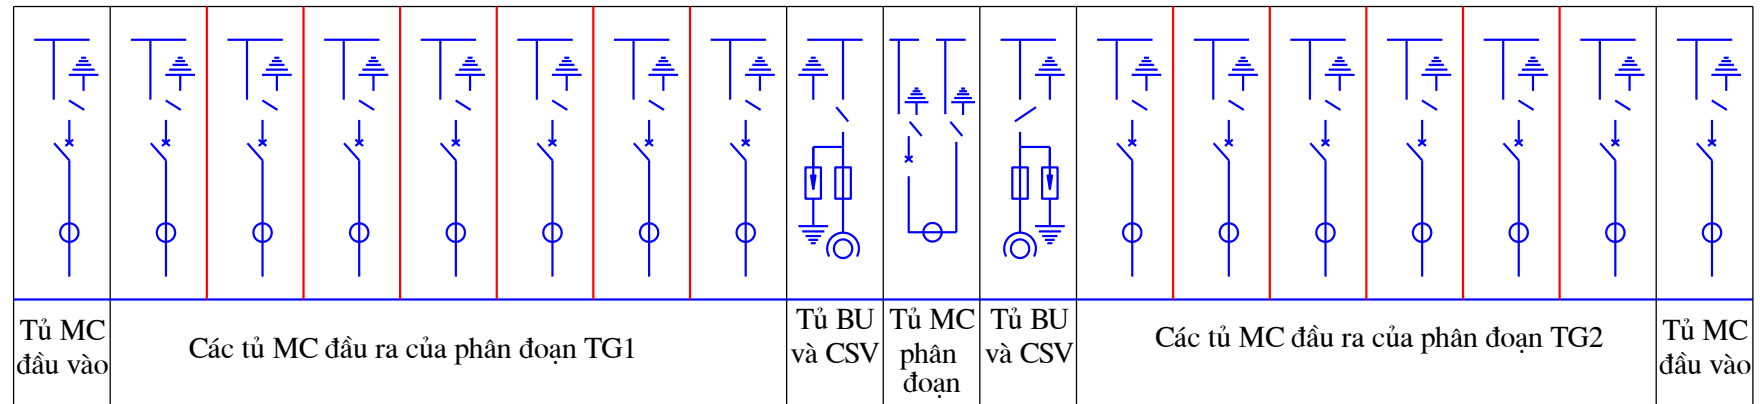 Tủ MC
đầu vào
Các tủ MC đầu ra của phân đoạn TG1
Tủ BU
và CSV
Tủ MC
phân
đoạn
Tủ BU
và CSV
Các tủ MC đầu ra của phân đoạn TG2
Tủ MC
đầu vào